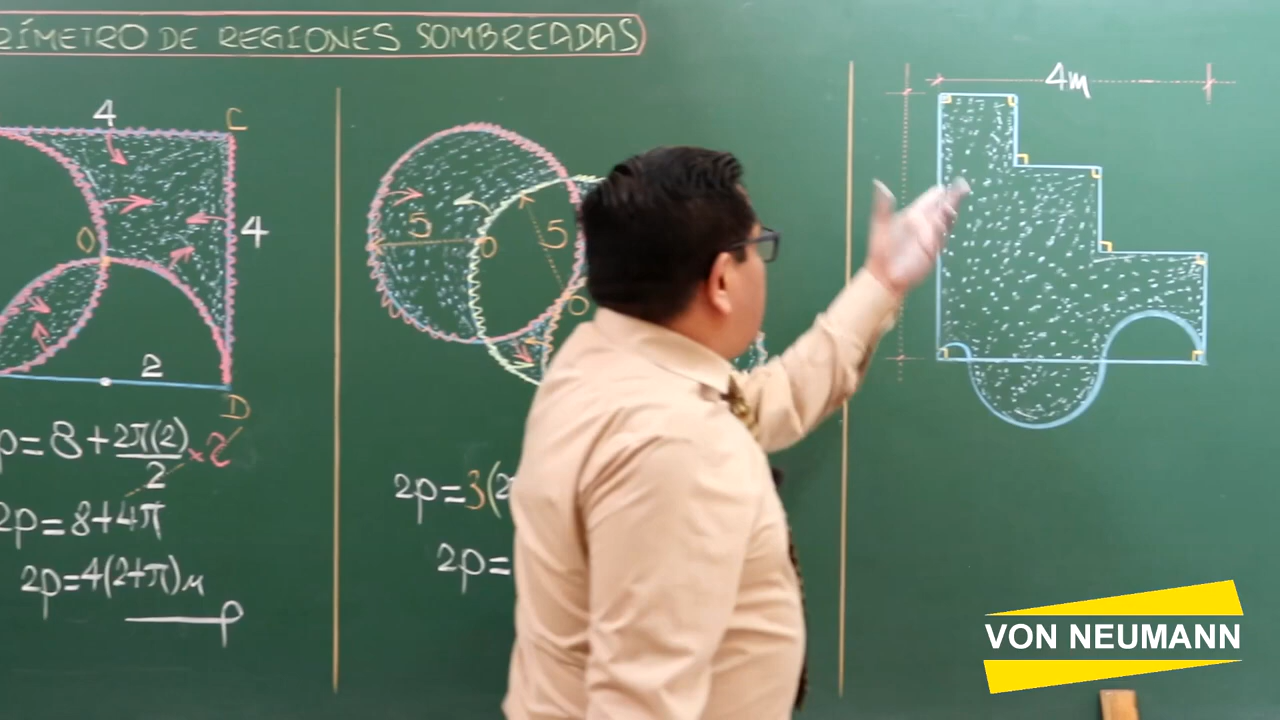 RÍMETRO DE REGIONES SOMBREADAS
4
C
4
O
2
D
p=8+2π(2)/2 ×2
2p=8+4π
2p=4(2+π)μ
5
O
5
O
2p=3(2
2p=
4m
VON NEUMANN